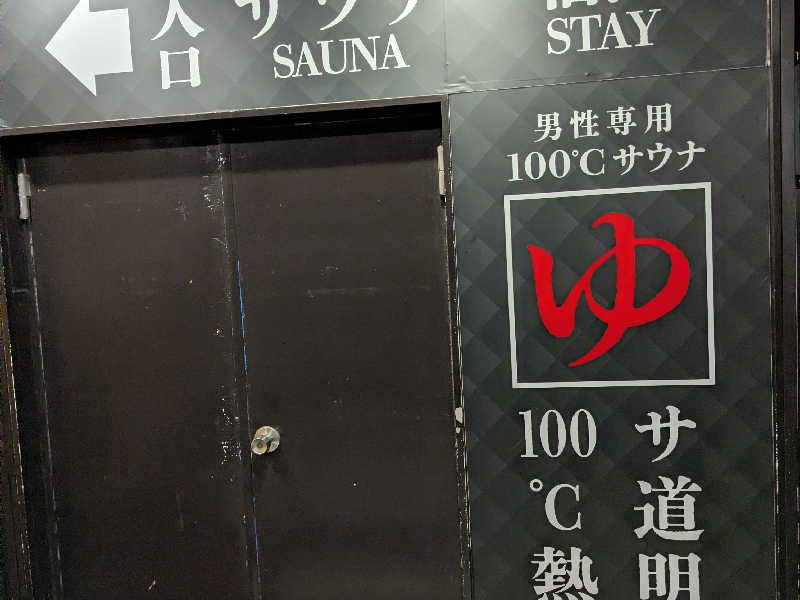 入口
サウナ
SAUNA
STAY
男性専用
100℃サウナ
ゆ
サ道明
100℃熱